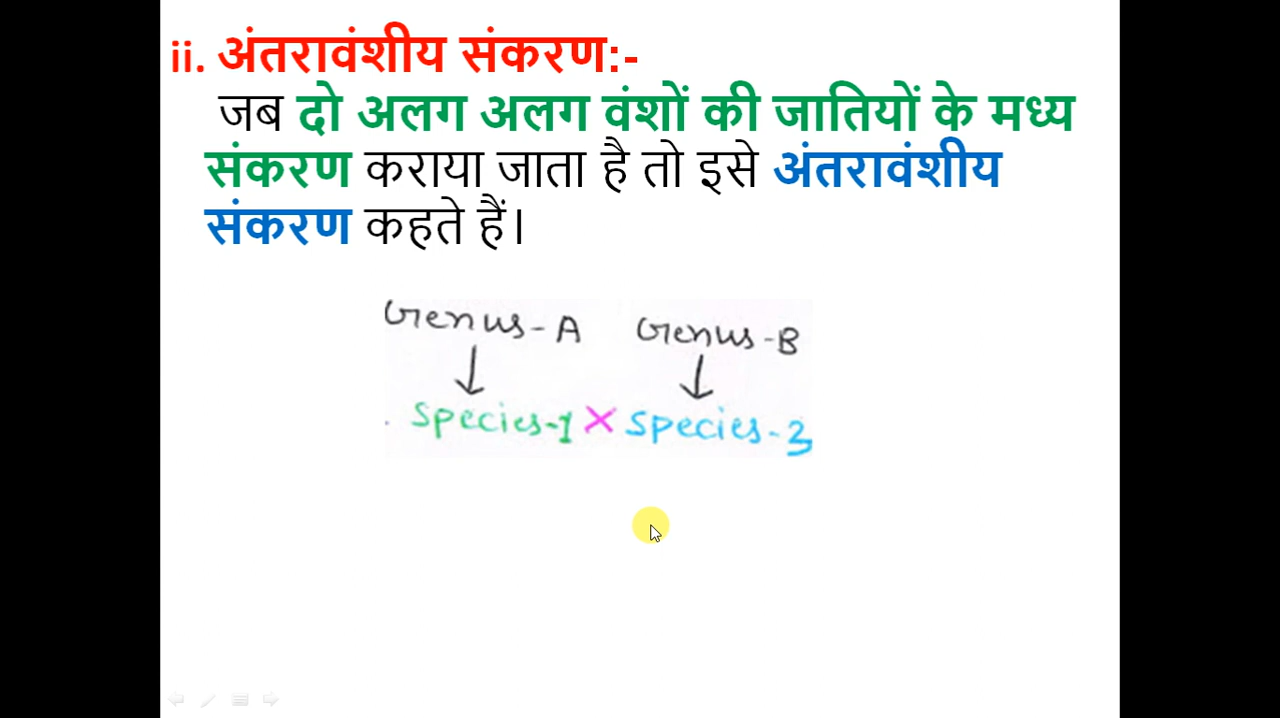 ii. अंतरावंशीय संकरण:-
जब दो अलग अलग वंशों की जातियों के मध्य
संकरण कराया जाता है तो इसे अंतरावंशीय
संकरण कहते हैं।
Genus-A Genus-B
Species-1 × Species-3